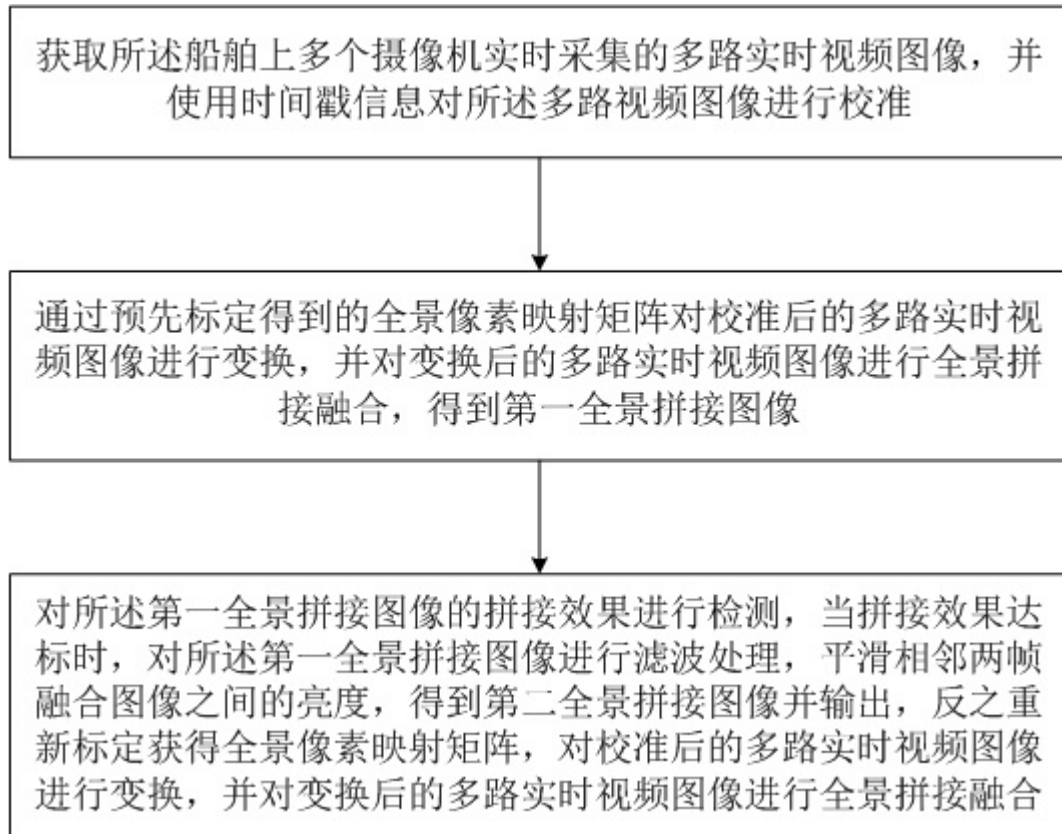 获取所述船舶上多个摄像机实时采集的多路实时视频图像，并
使用时间戳信息对所述多路视频图像进行校准
通过预先标定得到的全景像素映射矩阵对校准后的多路实时视
频图像进行变换，并对变换后的多路实时视频图像进行全景拼
接融合，得到第一全景拼接图像
对所述第一全景拼接图像的拼接效果进行检测，当拼接效果达
标时，对所述第一全景拼接图像进行滤波处理，平滑相邻两帧
融合图像之间的亮度，得到第二全景拼接图像并输出，反之重
新标定获得全景像素映射矩阵，对校准后的多路实时视频图像
进行变换，并对变换后的多路实时视频图像进行全景拼接融合